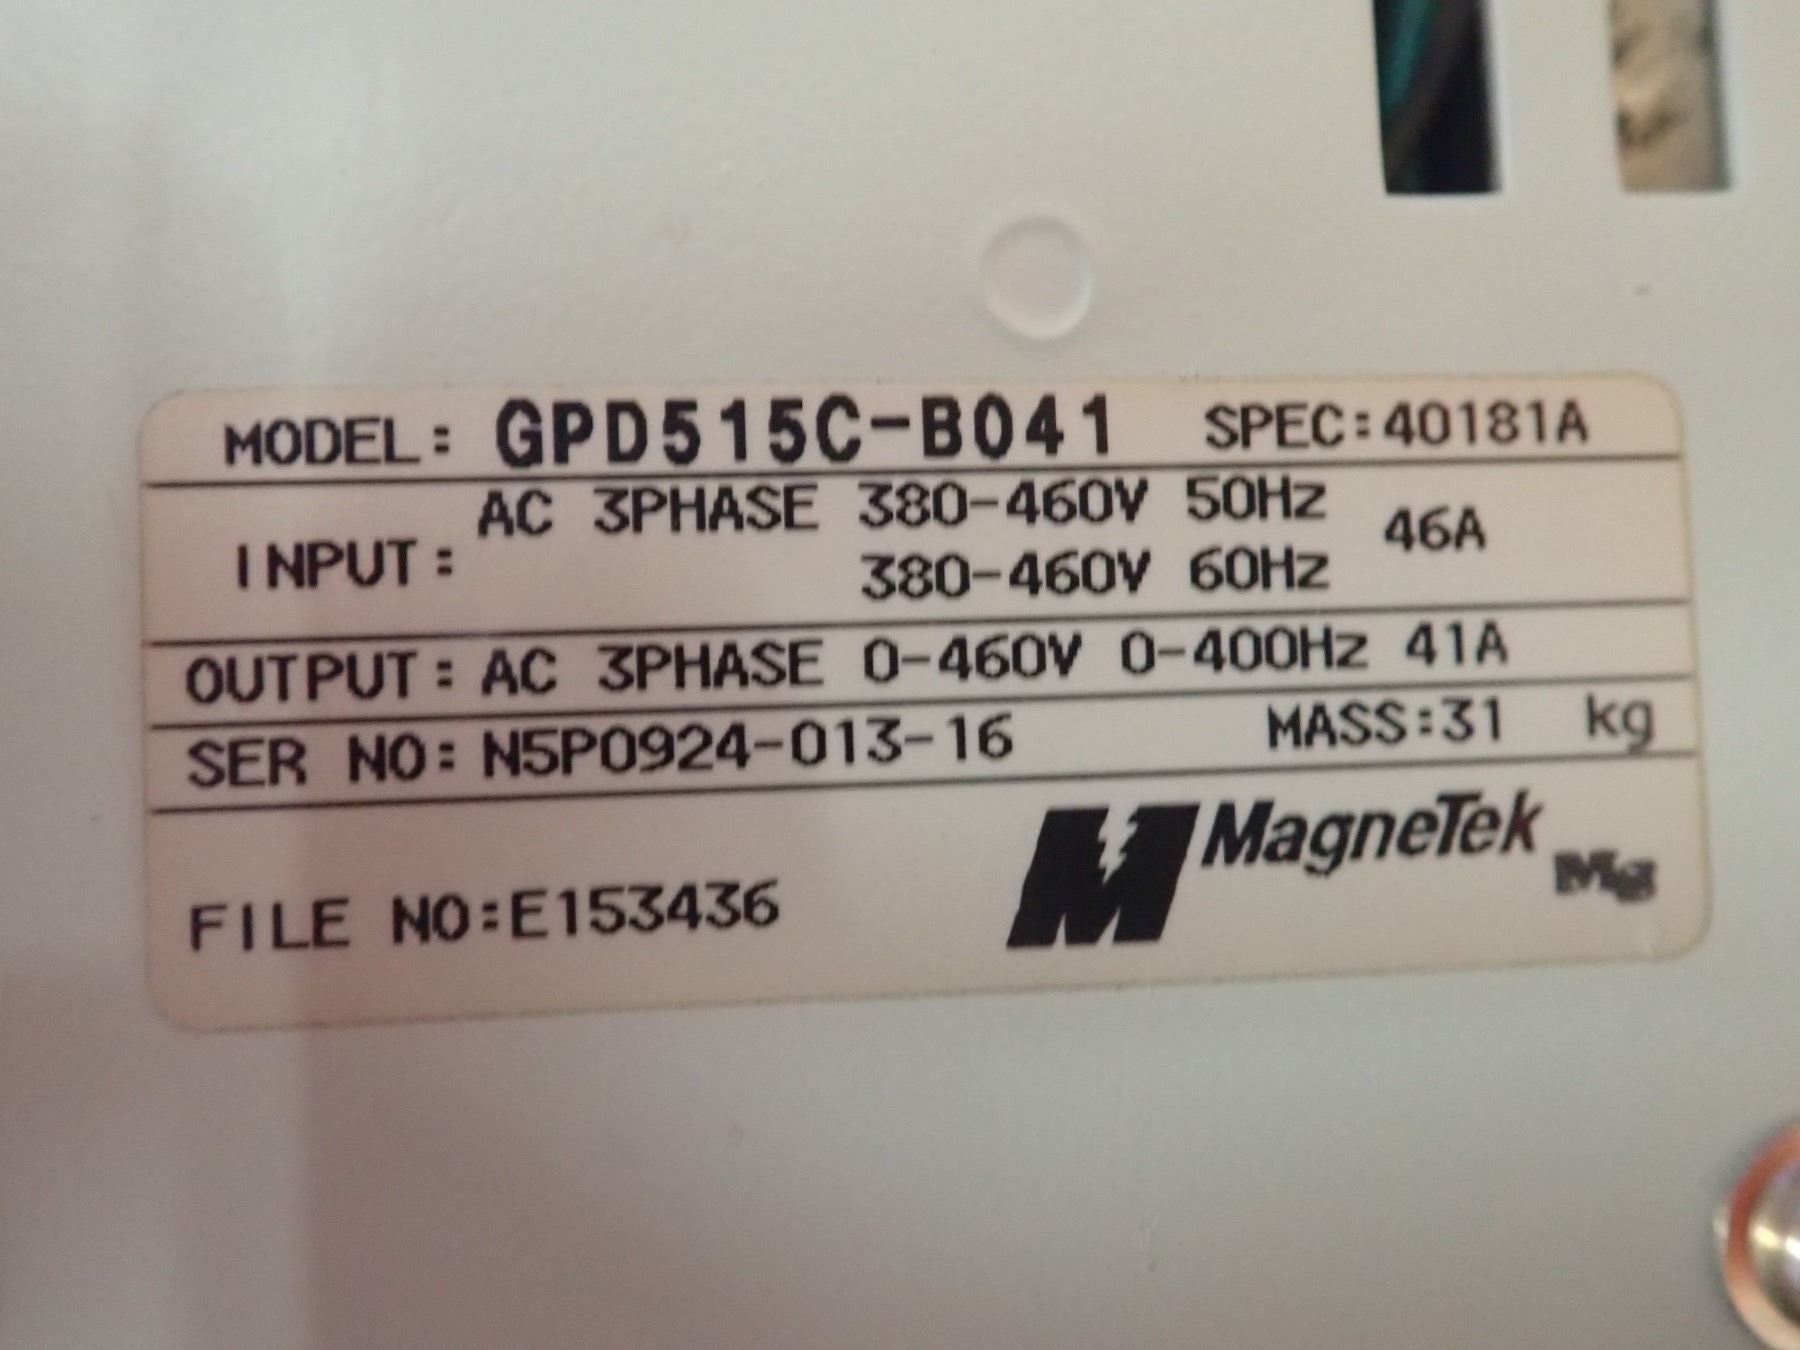 MODEL: GPD515C-B041 SPEC:40181A
INPUT: AC 3PHASE 380-460V 50Hz 46A
380-460V 60Hz
OUTPUT: AC 3PHASE 0-460V 0-400Hz 41A
SER NO: N5P0924-013-16 MASS:31 kg
MagneTek
FILE NO:E153436